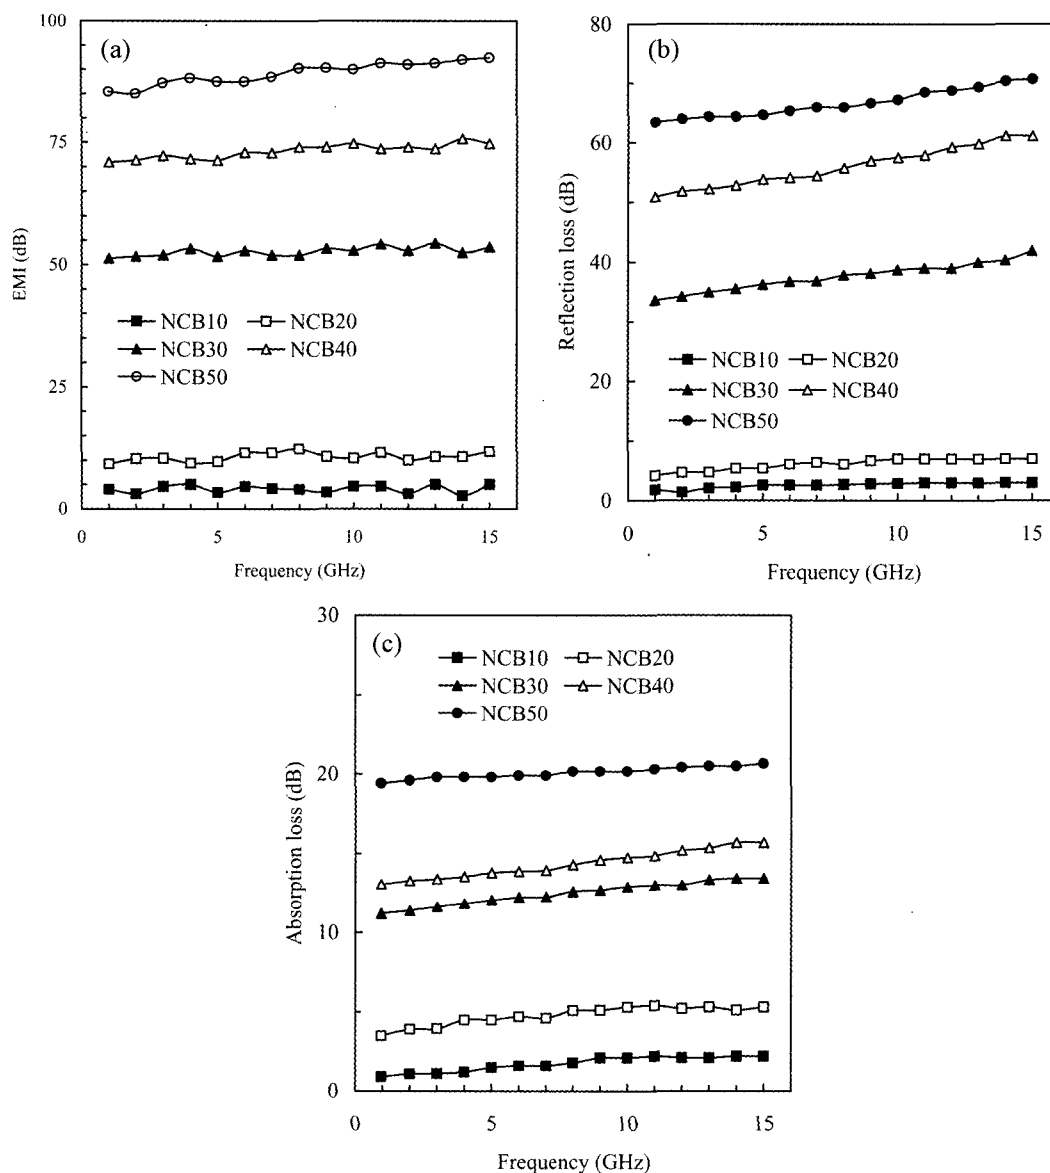 (a)
100
75
50
25
0
EMI (dB)
NCB10 NCB20
NCB30 NCB40
NCB50
0 5 10 15
Frequency (GHz)
(b)
80
60
40
20
0
Reflection loss (dB)
NCB10 NCB20
NCB30 NCB40
NCB50
0 5 10 15
Frequency (GHz)
(c)
30
20
10
0
Absorption loss (dB)
NCB10 NCB20
NCB30 NCB40
NCB50
0 5 10 15
Frequency (GHz)